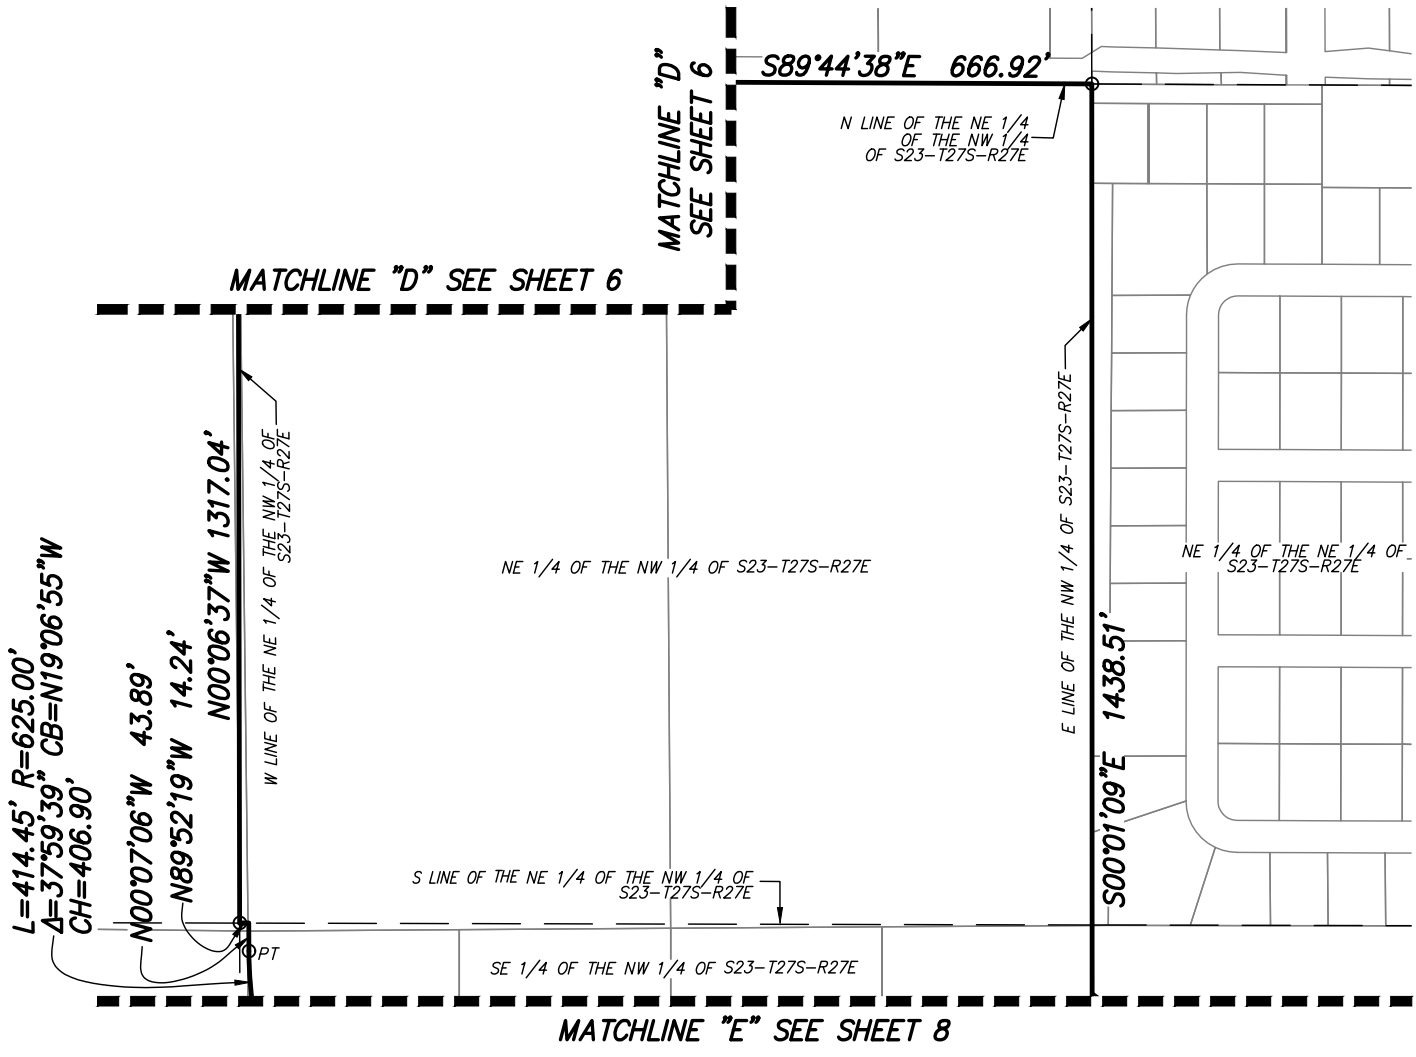 MATCHLINE "D"
SEE SHEET 6
S89°44'38"E 666.92'
N LINE OF THE NE 1/4
OF THE NW 1/4
OF S23-T27S-R27E
MATCHLINE "D" SEE SHEET 6
N00°06'37"W 1317.04'
W LINE OF THE NE 1/4 OF THE NW 1/4 OF
S23-T27S-R27E
E LINE OF THE NW 1/4 OF S23-T27S-R27E
NE 1/4 OF THE NW 1/4 OF S23-T27S-R27E
NE 1/4 OF THE NE 1/4 OF
S23-T27S-R27E
S00°01'09"E 1438.51'
L=414.45' R=625.00'
Δ=37°59'39" CB=N19°06'55"W
CH=406.90'
N00°07'06"W 43.89'
N89°52'19"W 14.24'
S LINE OF THE NE 1/4 OF THE NW 1/4 OF
S23-T27S-R27E
PT
SE 1/4 OF THE NW 1/4 OF S23-T27S-R27E
MATCHLINE "E" SEE SHEET 8